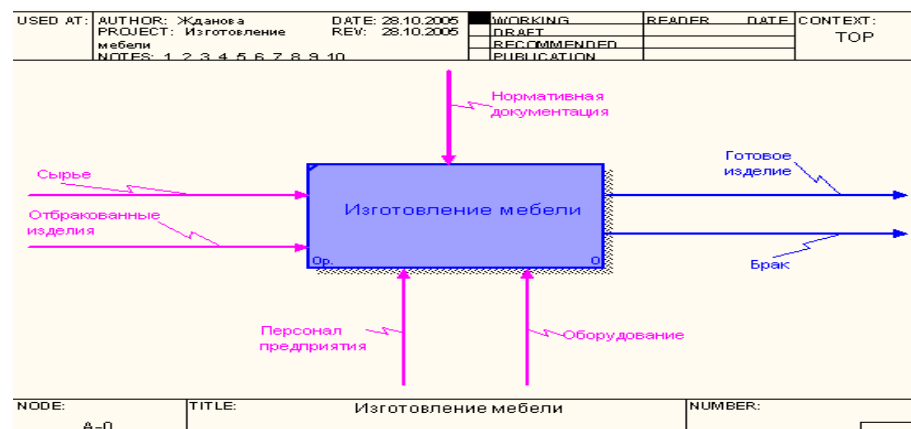 USED AT: AUTHOR: Жданова DATE: 28.10.2005 WORKING READER DATE CONTEXT:
PROJECT: Изготовление REV: 28.10.2005 DRAFT TOP
мебели RECOMMENDED
NOTES: 1 2 3 4 5 6 7 8 9 10 PUBLICATION
Нормативная
документация
Сырье
Готовое
изделие
Изготовление мебели
Отбракованные
изделия
0р. 0
Брак
Персонал
предприятия
Оборудование
NODE: TITLE: Изготовление мебели NUMBER:
A-0